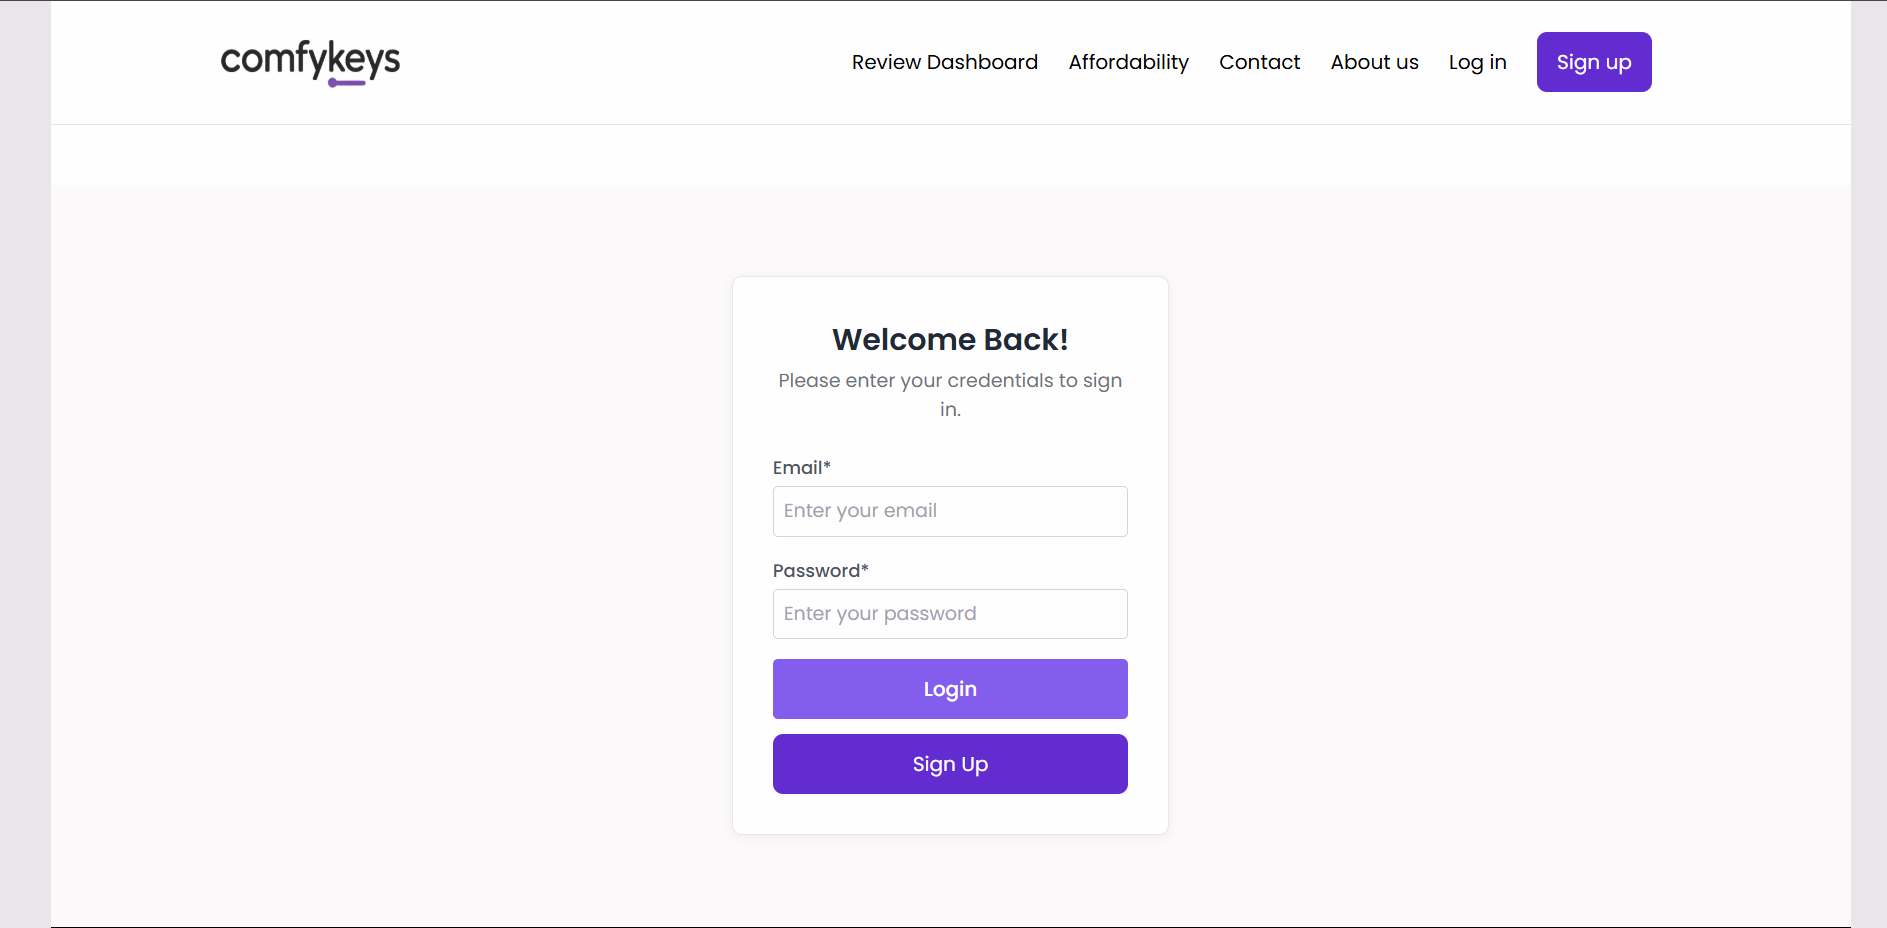 comfykeys
Review Dashboard Affordability Contact About us Log in Sign up
Welcome Back!
Please enter your credentials to sign
in.
Email*
Enter your email
Password*
Enter your password
Login
Sign Up